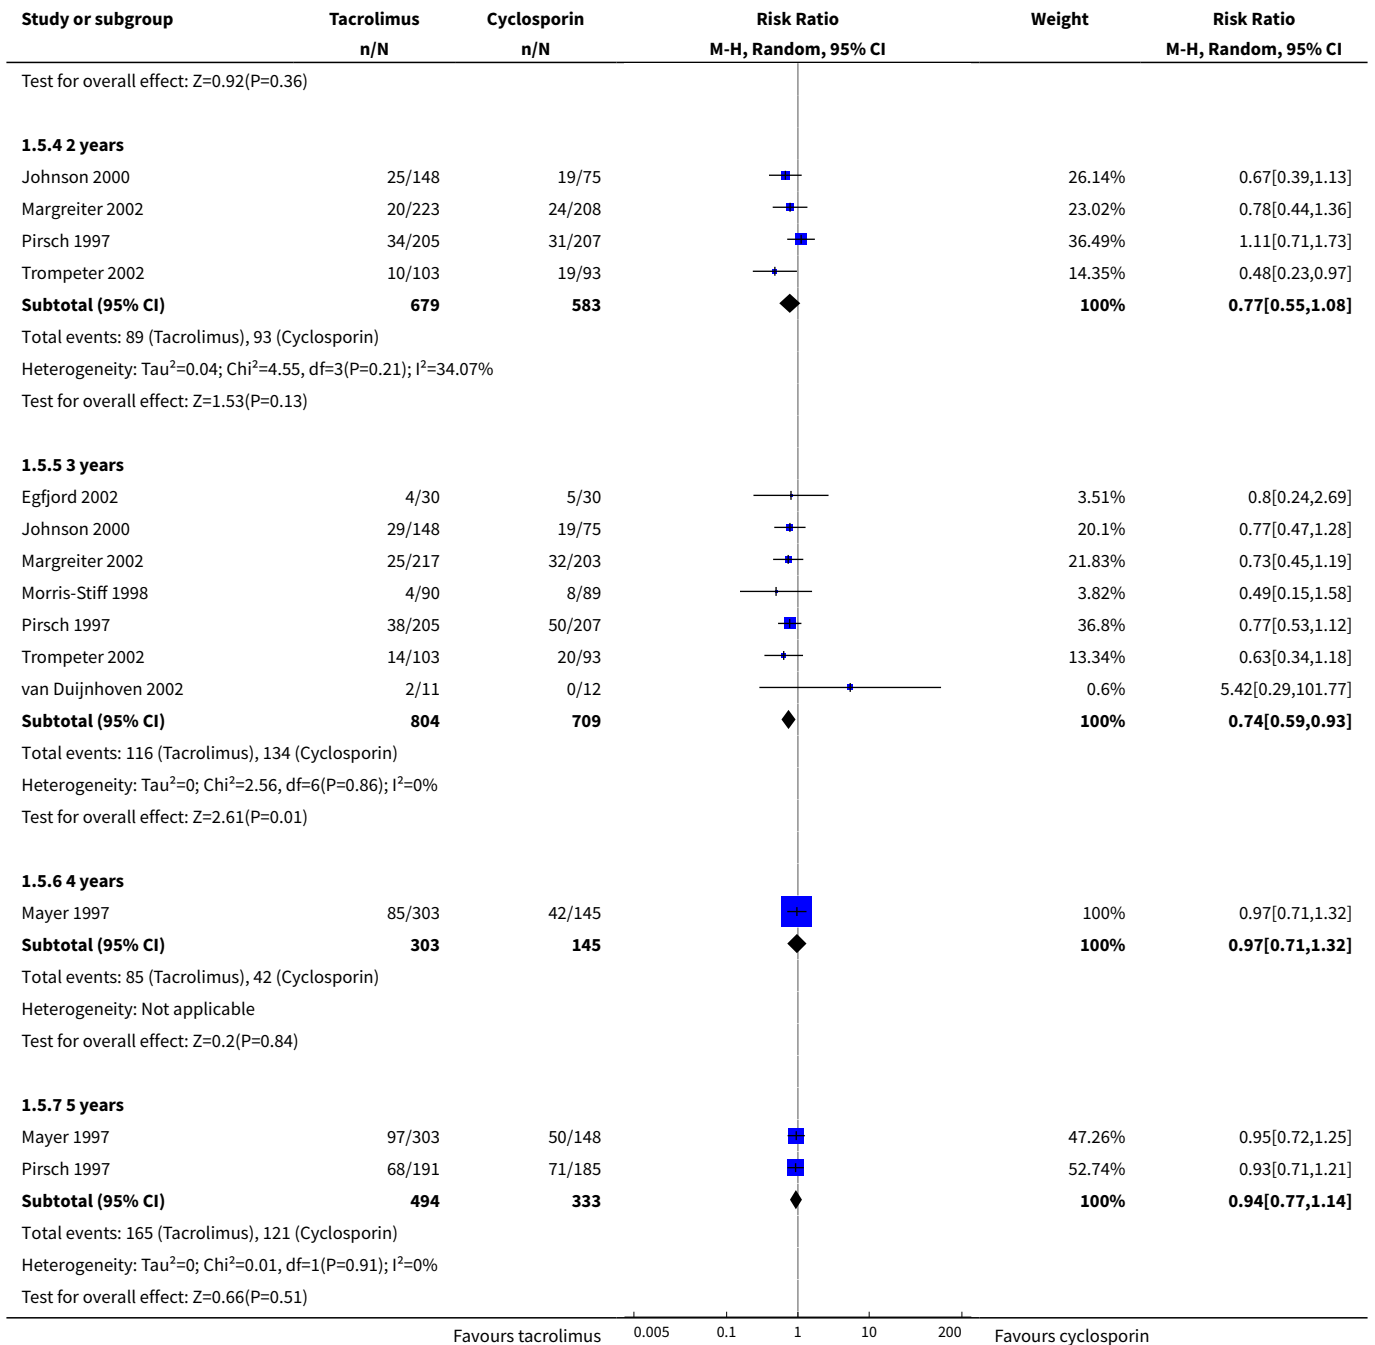 Study or subgroup Tacrolimus Cyclosporin Risk Ratio Weight Risk Ratio
n/N n/N M-H, Random, 95% CI M-H, Random, 95% CI
Test for overall effect: Z=0.92(P=0.36)
1.5.4 2 years
Johnson 2000 25/148 19/75 26.14% 0.67[0.39,1.13]
Margreiter 2002 20/223 24/208 23.02% 0.78[0.44,1.36]
Pirsch 1997 34/205 31/207 36.49% 1.11[0.71,1.73]
Trompeter 2002 10/103 19/93 14.35% 0.48[0.23,0.97]
Subtotal (95% CI) 679 583 100% 0.77[0.55,1.08]
Total events: 89 (Tacrolimus), 93 (Cyclosporin)
Heterogeneity: Tau²=0.04; Chi²=4.55, df=3(P=0.21); I²=34.07%
Test for overall effect: Z=1.53(P=0.13)
1.5.5 3 years
Egfjord 2002 4/30 5/30 3.51% 0.8[0.24,2.69]
Johnson 2000 29/148 19/75 20.1% 0.77[0.47,1.28]
Margreiter 2002 25/217 32/203 21.83% 0.73[0.45,1.19]
Morris-Stiff 1998 4/90 8/89 3.82% 0.49[0.15,1.58]
Pirsch 1997 38/205 50/207 36.8% 0.77[0.53,1.12]
Trompeter 2002 14/103 20/93 13.34% 0.63[0.34,1.18]
van Duijnhoven 2002 2/11 0/12 0.6% 5.42[0.29,101.77]
Subtotal (95% CI) 804 709 100% 0.74[0.59,0.93]
Total events: 116 (Tacrolimus), 134 (Cyclosporin)
Heterogeneity: Tau²=0; Chi²=2.56, df=6(P=0.86); I²=0%
Test for overall effect: Z=2.61(P=0.01)
1.5.6 4 years
Mayer 1997 85/303 42/145 100% 0.97[0.71,1.32]
Subtotal (95% CI) 303 145 100% 0.97[0.71,1.32]
Total events: 85 (Tacrolimus), 42 (Cyclosporin)
Heterogeneity: Not applicable
Test for overall effect: Z=0.2(P=0.84)
1.5.7 5 years
Mayer 1997 97/303 50/148 47.26% 0.95[0.72,1.25]
Pirsch 1997 68/191 71/185 52.74% 0.93[0.71,1.21]
Subtotal (95% CI) 494 333 100% 0.94[0.77,1.14]
Total events: 165 (Tacrolimus), 121 (Cyclosporin)
Heterogeneity: Tau²=0; Chi²=0.01, df=1(P=0.91); I²=0%
Test for overall effect: Z=0.66(P=0.51)
Favours tacrolimus 0.005 0.1 1 10 200 Favours cyclosporin